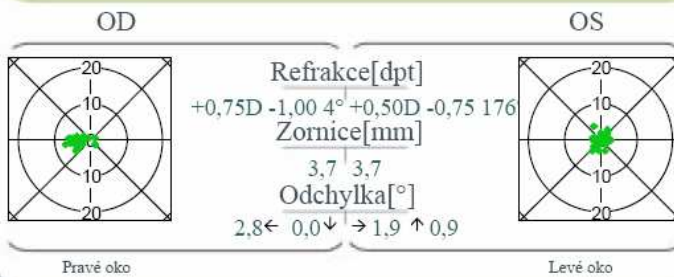 OD OS
20 20
Refrakce[dpt]
10 10
+0,75D -1,00 4° +0,50D -0,75 176°
Zornice[mm]
3,7 3,7
10 10
Odchylka[°]
20 20
2,8← 0,0↓ →1,9 ↑0,9
Pravé oko Levé oko